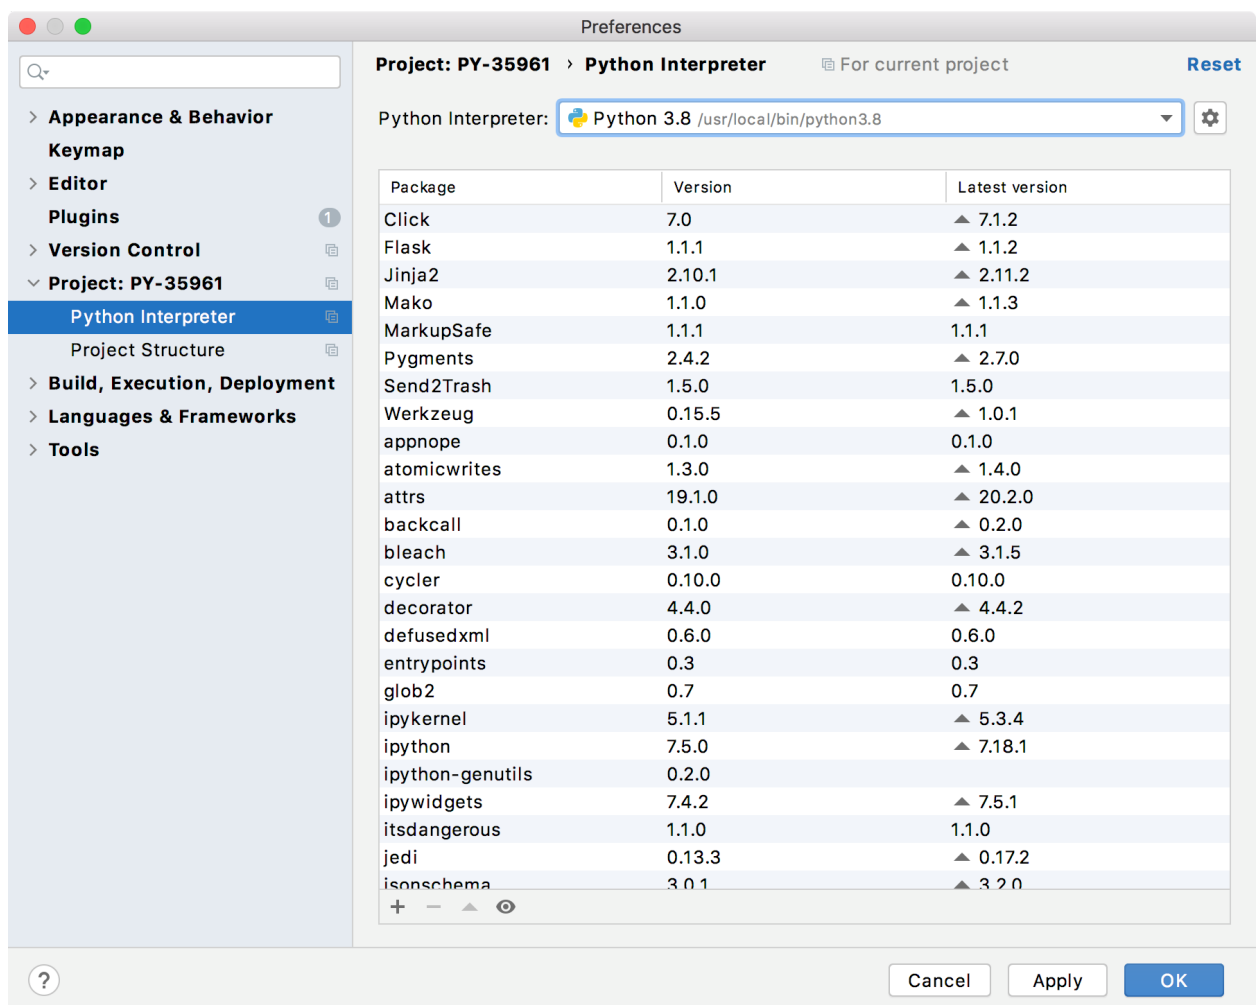 Preferences
Project: PY-35961 › Python Interpreter For current project Reset
Python Interpreter: Python 3.8 /usr/local/bin/python3.8
Appearance & Behavior
Keymap
Editor
Plugins 1
Version Control
Project: PY-35961
Python Interpreter
Project Structure
Build, Execution, Deployment
Languages & Frameworks
Tools
Package Version Latest version
Click 7.0 7.1.2
Flask 1.1.1 1.1.2
Jinja2 2.10.1 2.11.2
Mako 1.1.0 1.1.3
MarkupSafe 1.1.1 1.1.1
Pygments 2.4.2 2.7.0
Send2Trash 1.5.0 1.5.0
Werkzeug 0.15.5 1.0.1
appnope 0.1.0 0.1.0
atomicwrites 1.3.0 1.4.0
attrs 19.1.0 20.2.0
backcall 0.1.0 0.2.0
bleach 3.1.0 3.1.5
cycler 0.10.0 0.10.0
decorator 4.4.0 4.4.2
defusedxml 0.6.0 0.6.0
entrypoints 0.3 0.3
glob2 0.7 0.7
ipykernel 5.1.1 5.3.4
ipython 7.5.0 7.18.1
ipython-genutils 0.2.0
ipywidgets 7.4.2 7.5.1
itsdangerous 1.1.0 1.1.0
jedi 0.13.3 0.17.2
jsonschema 3.0.1 3.2.0
? Cancel Apply OK